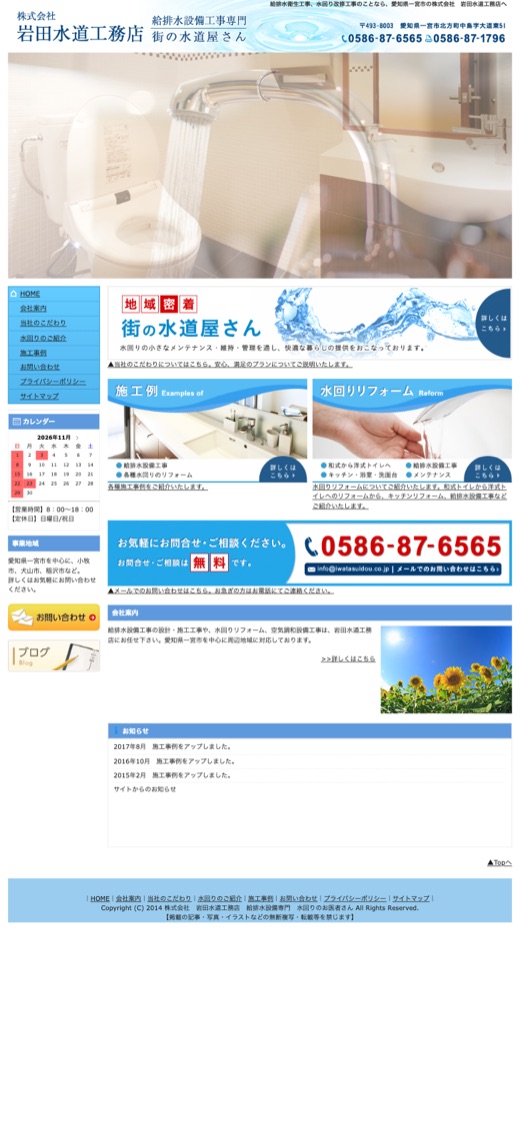 給排水衛生工事、水回り改修工事のことなら、愛知県一宮市の株式会社　岩田水道工務店へ
株式会社
岩田水道工務店
給排水設備工事専門
街の水道屋さん
〒493-8003　愛知県一宮市北方町中島字大道東51
0586-87-6565
0586-87-1796
HOME
会社案内
当社のこだわり
水回りのご紹介
施工事例
お問い合わせ
プライバシーポリシー
サイトマップ
カレンダー
2026年11月 >
日 月 火 水 木 金 土
1 2 3 4 5 6 7
8 9 10 11 12 13 14
15 16 17 18 19 20 21
22 23 24 25 26 27 28
29 30
【営業時間】8：00～18：00
【定休日】日曜日/祝日
事業地域
愛知県一宮市を中心に、小牧
市、犬山市、稲沢市など。
詳しくはお気軽にお問い合わせ
ください。
お問い合わせ
ブログ
Blog
地域密着
街の水道屋さん
水回りの小さなメンテナンス・維持・管理を通し、快適な暮らしの提供をおこなっております。
詳しくは
こちら
▲当社のこだわりについてはこちら。安心、満足のプランについてご説明いたします。
施工例 Examples of
給排水設備工事
各種水回りのリフォーム
詳しくは
こちら
各種施工事例をご紹介いたします。
水回りリフォーム Reform
和式から洋式トイレへ
給排水設備工事
キッチン・浴室・洗面台
メンテナンス
詳しくは
こちら
水回りリフォームについてご紹介いたします。和式トイレから洋式ト
イレへのリフォームから、キッチンリフォーム、給排水設備工事など
ご紹介いたします。
お気軽にお問合せ・ご相談ください。
お問合せ・ご相談は 無料 です。
0586-87-6565
info@iwatasuidou.co.jp | メールでのお問い合わせはこちら
▲メールでのお問い合わせはこちら。お急ぎの方はお電話にてご連絡ください。
会社案内
給排水設備工事の設計・施工工事や、水回りリフォーム、空気調和設備工事は、岩田水道工務
店にお任せ下さい。愛知県一宮市を中心に周辺地域に対応しております。
>>詳しくはこちら
お知らせ
2017年8月　施工事例をアップしました。
2016年10月　施工事例をアップしました。
2015年2月　施工事例をアップしました。
サイトからのお知らせ
▲Topへ
｜HOME｜会社案内｜当社のこだわり｜水回りのご紹介｜施工事例｜お問い合わせ｜プライバシーポリシー｜サイトマップ｜
Copyright (C) 2014 株式会社　岩田水道工務店　給排水設備専門　水回りのお医者さん All Rights Reserved.
【掲載の記事・写真・イラストなどの無断複写・転載等を禁じます】